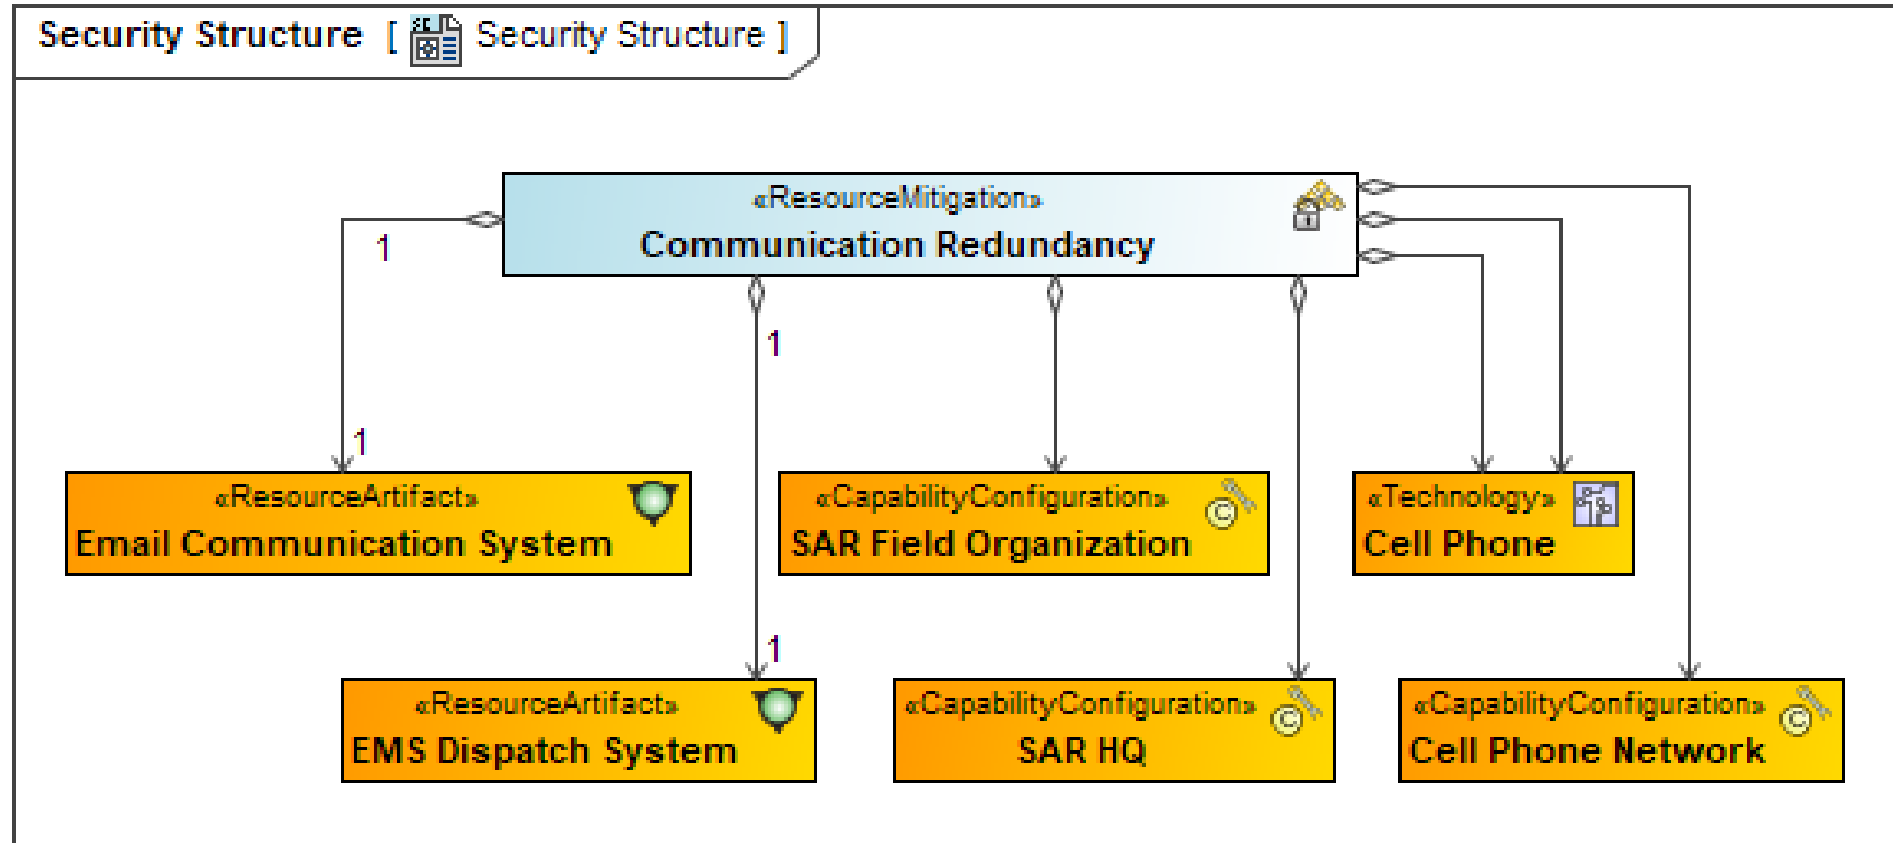 Security Structure [ Security Structure ]
«ResourceMitigation»
Communication Redundancy
1
1
1
1
«ResourceArtifact»
Email Communication System
«CapabilityConfiguration»
SAR Field Organization
«Technology»
Cell Phone
«ResourceArtifact»
EMS Dispatch System
«CapabilityConfiguration»
SAR HQ
«CapabilityConfiguration»
Cell Phone Network